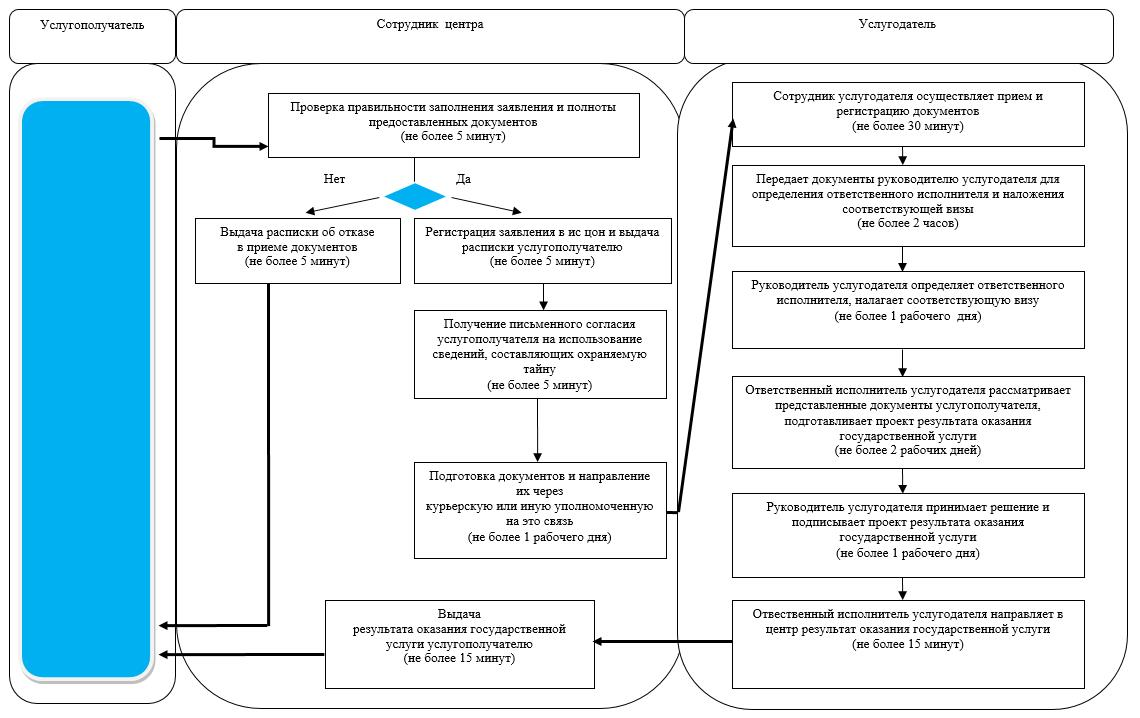 Услугополучатель
Сотрудник центра
Услугодатель
Проверка правильности заполнения заявления и полноты
предоставленных документов
(не более 5 минут)
Нет
Да
Выдача расписки об отказе
в приеме документов
(не более 5 минут)
Регистрация заявления в ис цон и выдача
расписки услугополучателю
(не более 5 минут)
Получение письменного согласия
услугополучателя на использование
сведений, составляющих охраняемую
тайну
(не более 5 минут)
Подготовка документов и направление
их через
курьерскую или иную уполномоченную
на это связь
(не более 1 рабочего дня)
Выдача
результата оказания государственной
услуги услугополучателю
(не более 15 минут)
Сотрудник услугодателя осуществляет прием и
регистрацию документов
(не более 30 минут)
Передает документы руководителю услугодателя для
определения ответственного исполнителя и наложения
соответствующей визы
(не более 2 часов)
Руководитель услугодателя определяет ответственного
исполнителя, налагает соответствующую визу
(не более 1 рабочего дня)
Ответственный исполнитель услугодателя рассматривает
представленные документы услугополучателя,
подготавливает проект результата оказания
государственной услуги
(не более 2 рабочих дней)
Руководитель услугодателя принимает решение и
подписывает проект результата оказания
государственной услуги
(не более 1 рабочего дня)
Отвественный исполнитель услугодателя направляет в
центр результат оказания государственной услуги
(не более 15 минут)